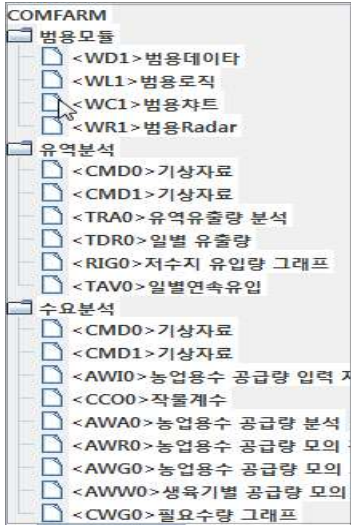 COMFARM
범용모듈
<WD1>범용데이타
<WL1>범용로직
<WC1>범용챠트
<WR1>범용Radar
유역분석
<CMD0>기상자료
<CMD1>기상자료
<TRA0>유역유출량 분석
<TDR0>일별 유출량
<RIG0>저수지 유입량 그래프
<TAV0>일별연속유입
수요분석
<CMD0>기상자료
<CMD1>기상자료
<AWI0>농업용수 공급량 입력
<CCO0>작물계수
<AWA0>농업용수 공급량 분석
<AWR0>농업용수 공급량 모의
<AWG0>농업용수 공급량 모의
<AWW0>생육기별 공급량 모의
<CWG0>필요수량 그래프